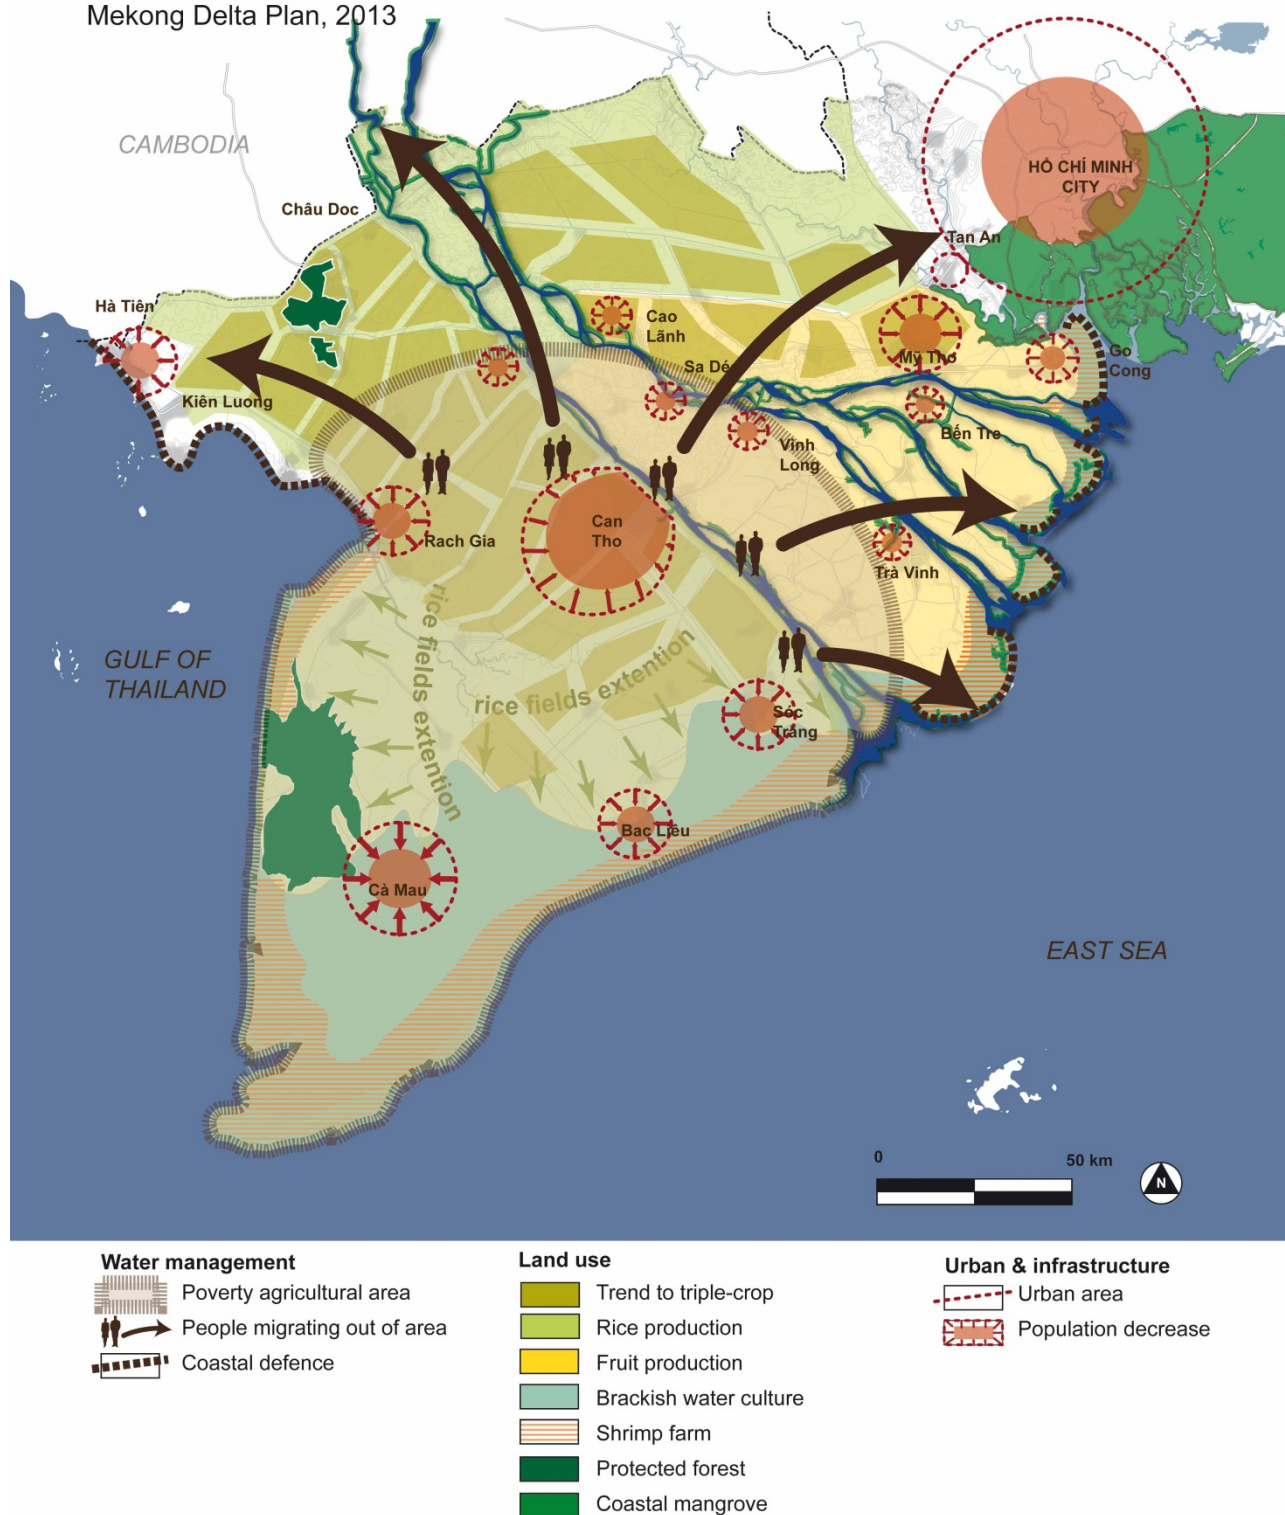 Mekong Delta Plan, 2013
CAMBODIA
HỒ CHÍ MINH
CITY
Châu Doc
Tan An
Hà Tiên
Cao
Lãnh
Mỹ Tho
Go
Cong
Sa Dé
Kiên Luong
Bến Tre
Vinh
Long
Can
Tho
Rach Gia
Trà Vinh
rice fields extention
GULF OF
THAILAND
rice fields extention
Sóc
Trăng
Bac Liêu
Cà Mau
EAST SEA
0
50 km
N
Water management
Poverty agricultural area
People migrating out of area
Coastal defence
Land use
Trend to triple-crop
Rice production
Fruit production
Brackish water culture
Shrimp farm
Protected forest
Coastal mangrove
Urban & infrastructure
Urban area
Population decrease